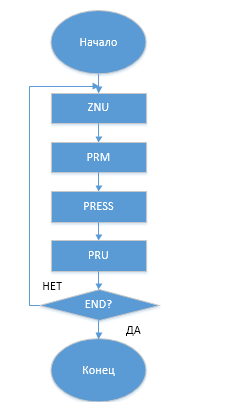 Начало
ZNU
PRM
PRESS
PRU
НЕТ
END?
ДА
Конец